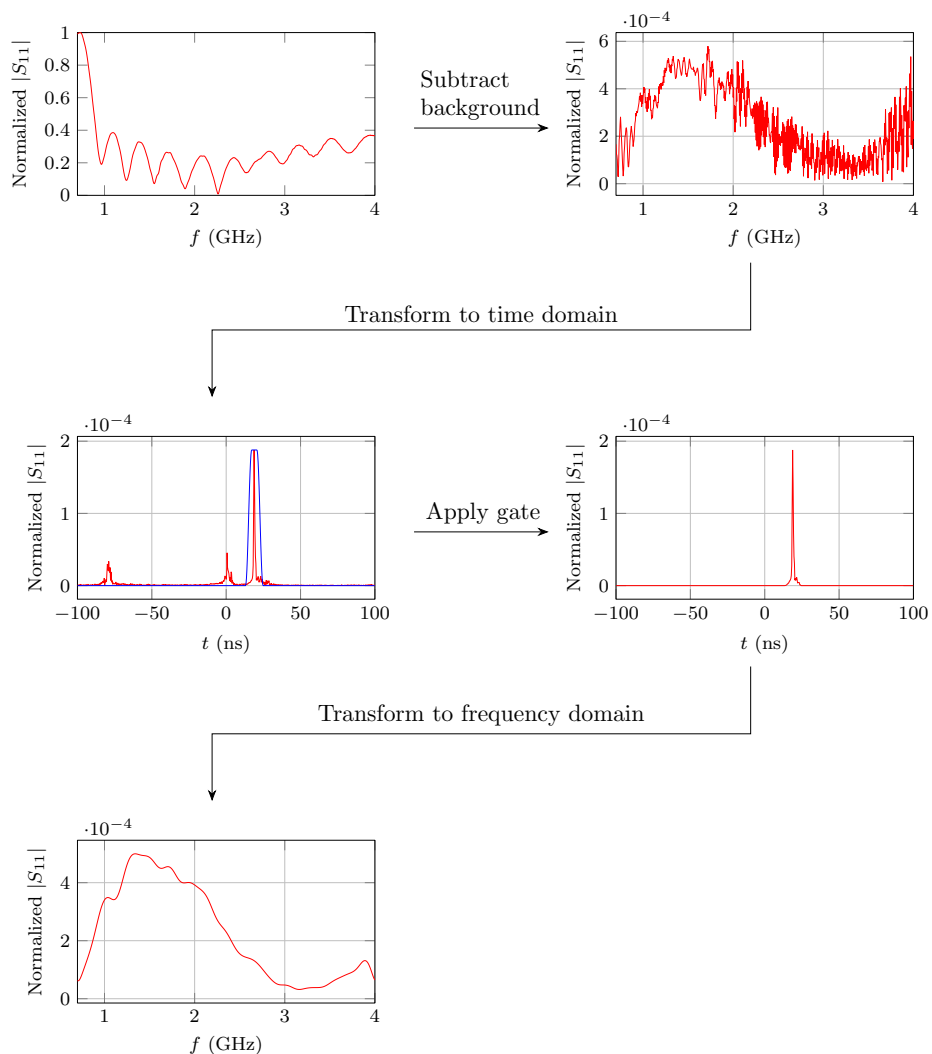 1
0.8
0.6
0.4
0.2
0
Normalized |S11|
1 2 3 4
f (GHz)
Subtract
background
·10−4
6
4
2
0
Normalized |S11|
1 2 3 4
f (GHz)
Transform to time domain
·10−4
2
1
0
Normalized |S11|
−100 −50 0 50 100
t (ns)
Apply gate
·10−4
2
1
0
Normalized |S11|
−100 −50 0 50 100
t (ns)
Transform to frequency domain
·10−4
4
2
0
Normalized |S11|
1 2 3 4
f (GHz)